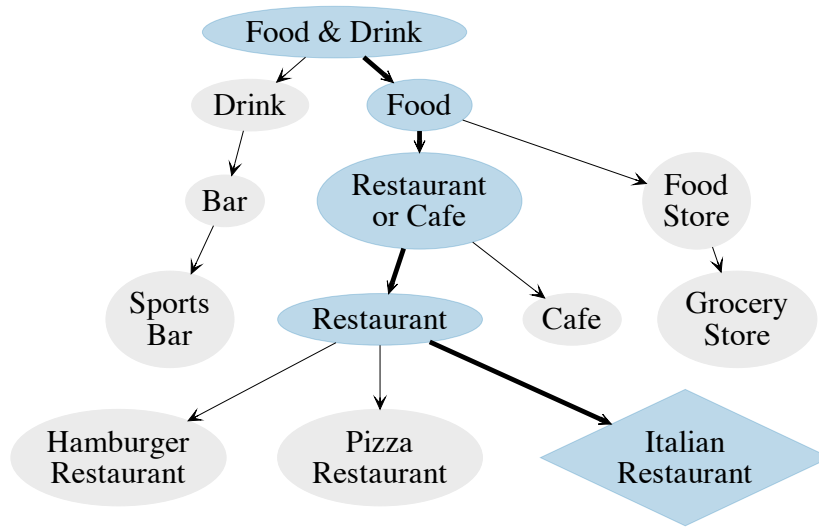 Food & Drink
Drink
Food
Bar
Restaurant
or Cafe
Food
Store
Sports
Bar
Restaurant
Cafe
Grocery
Store
Hamburger
Restaurant
Pizza
Restaurant
Italian
Restaurant